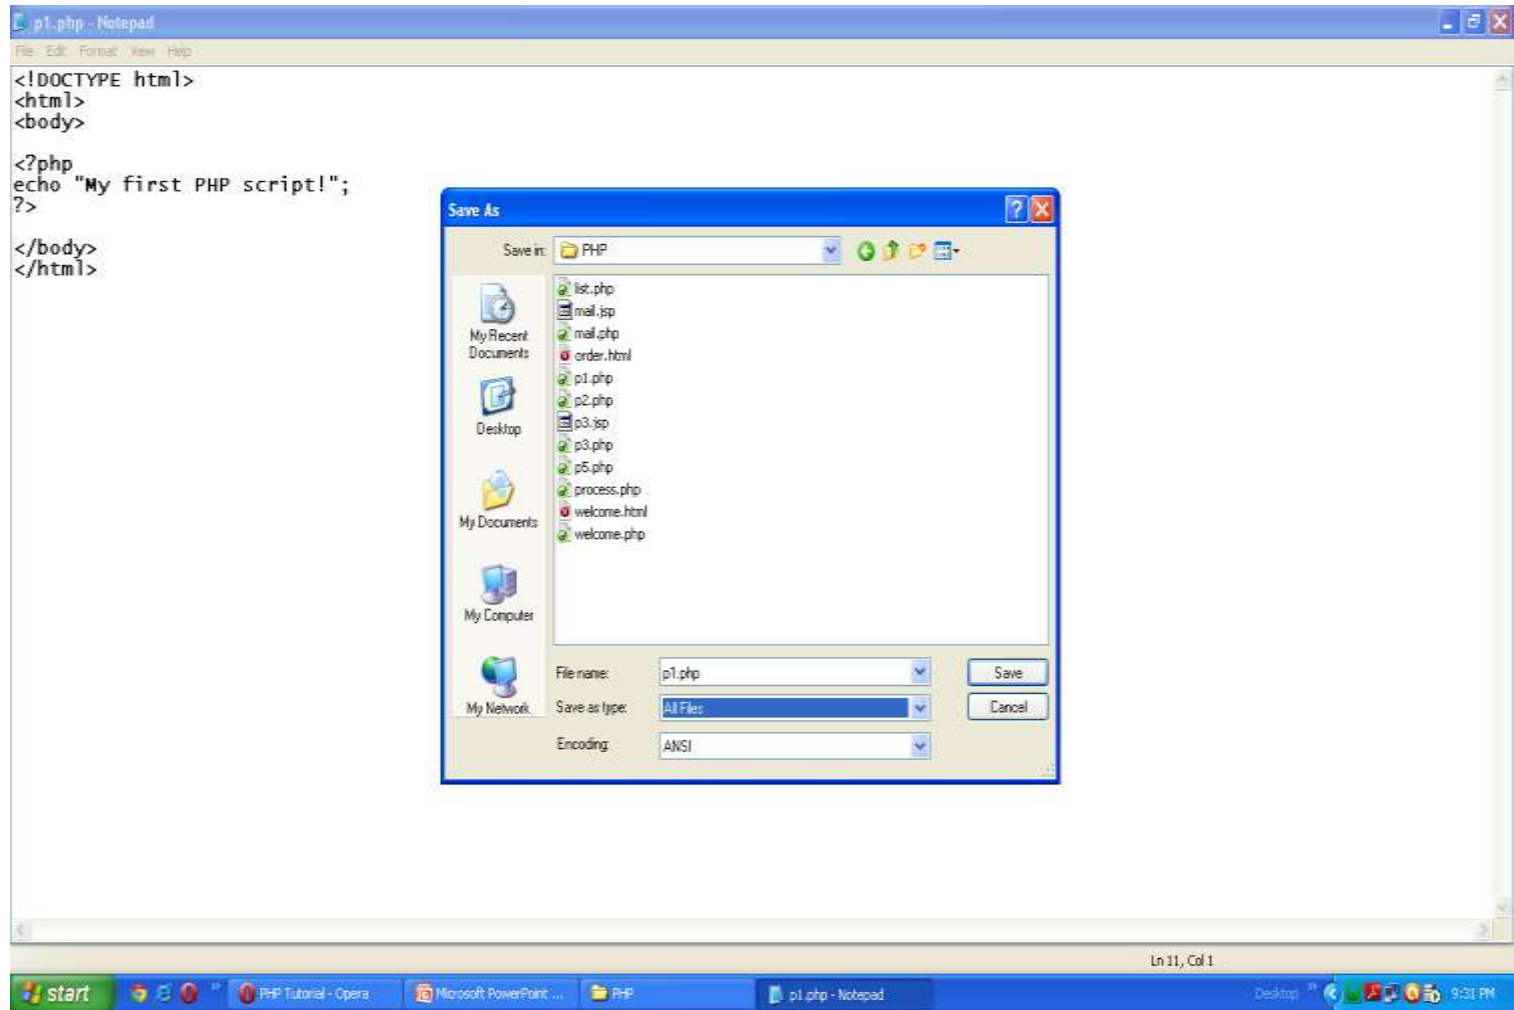 p1.php - Notepad
File Edit Format View Help
<!DOCTYPE html>
<html>
<body>
<?php
echo "My first PHP script!";
?>
</body>
</html>
Save As
Save in: PHP
My Recent Documents
Desktop
My Documents
My Computer
My Network
list.php
mail.jsp
mail.php
order.html
p1.php
p2.php
p3.jsp
p3.php
p5.php
process.php
welcome.html
welcome.php
File name: p1.php Save
Save as type: All Files Cancel
Encoding: ANSI
Ln 11, Col 1
start PHP Tutorial - Opera Microsoft PowerPoint ... PHP p1.php - Notepad Desktop 9:31 PM